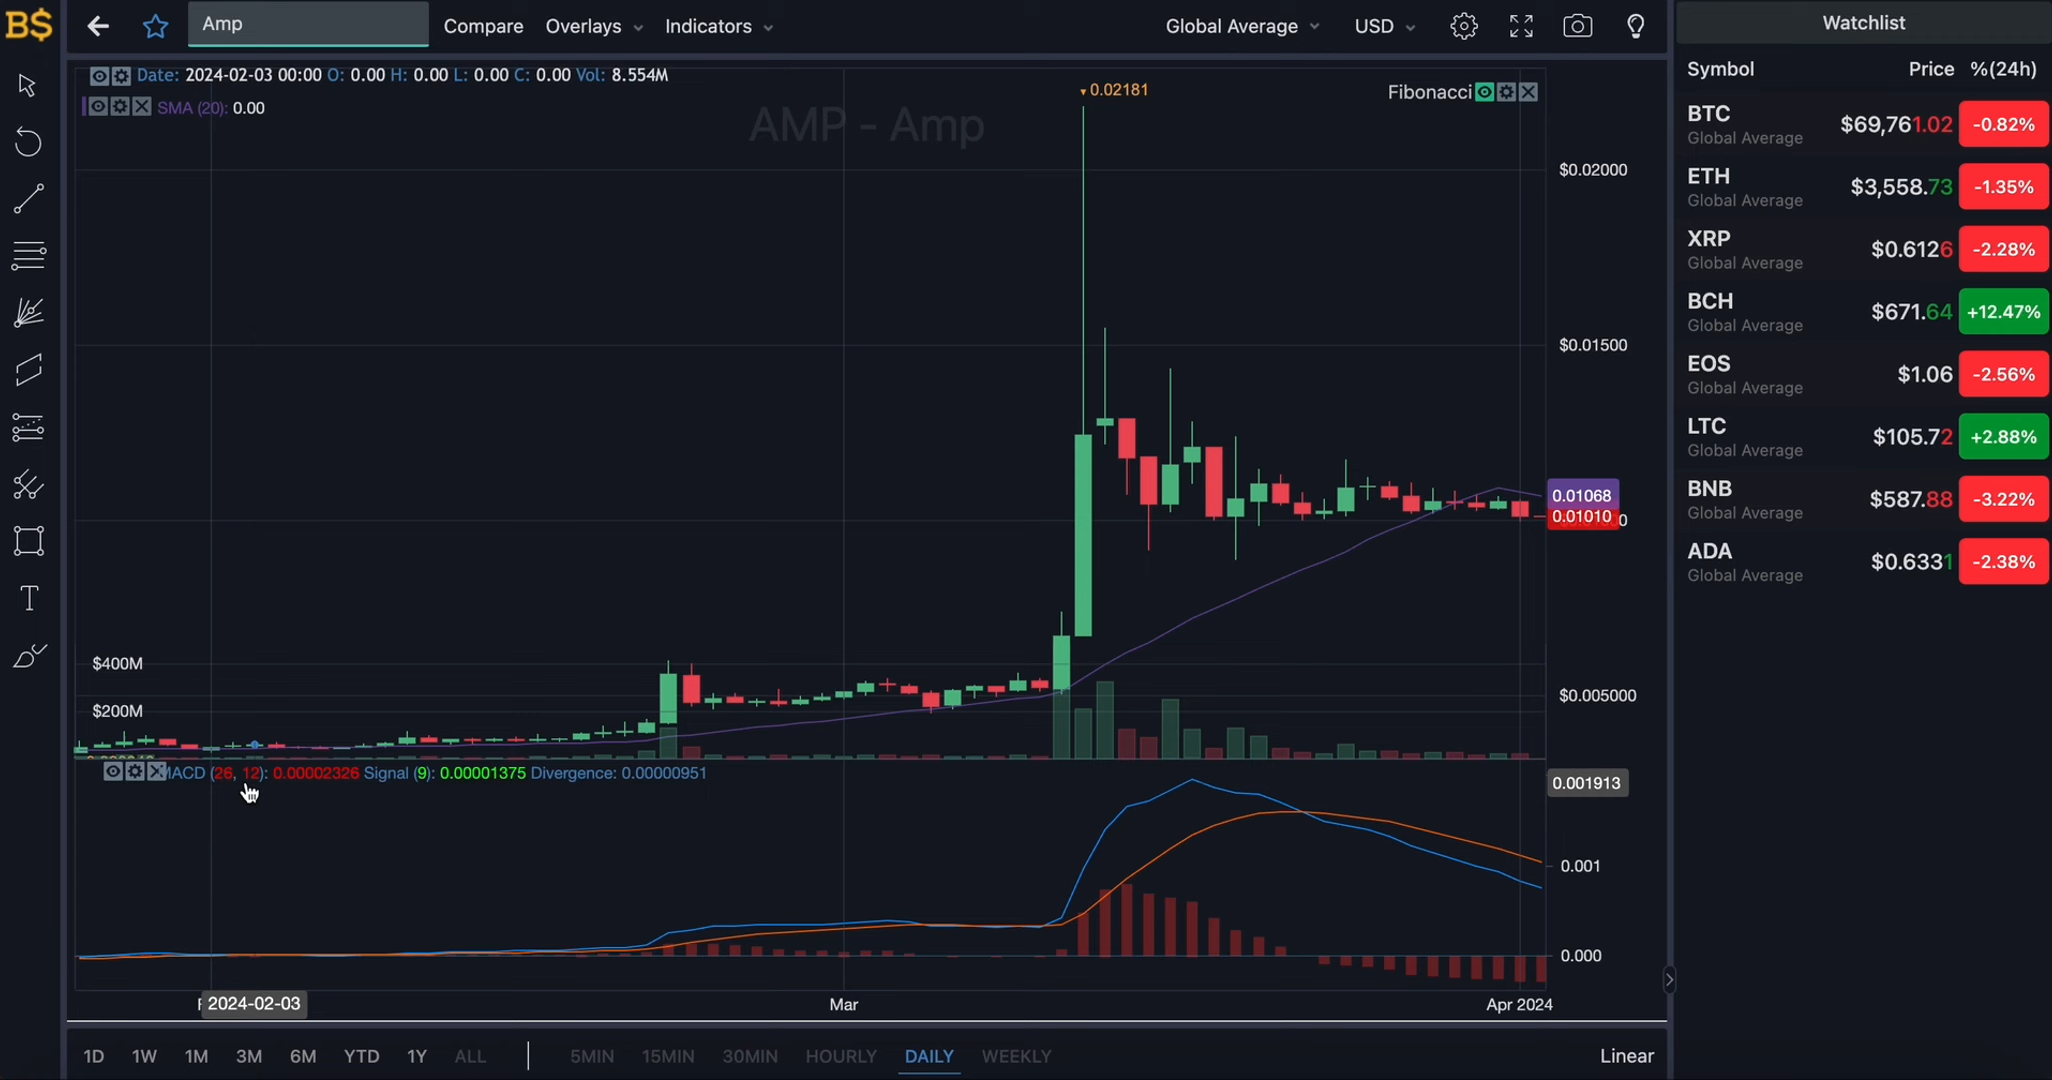 B$
Amp
Compare
Overlays
Indicators
Global Average
USD
Watchlist
Date: 2024-02-03 00:00 O: 0.00 H: 0.00 L: 0.00 C: 0.00 Vol: 8.554M
SMA (20): 0.00
AMP - Amp
0.02181
Fibonacci
$0.02000
$0.01500
0.01068
0.01010
$0.005000
$400M
$200M
MACD (26, 12): 0.00002326 Signal (9): 0.00001375 Divergence: 0.00000951
0.001913
0.001
0.000
2024-02-03
Mar
Apr 2024
1D 1W 1M 3M 6M YTD 1Y ALL
5MIN 15MIN 30MIN HOURLY DAILY WEEKLY
Linear
Symbol Price %(24h)
BTC $69,761.02 -0.82%
Global Average
ETH $3,558.73 -1.35%
Global Average
XRP $0.6126 -2.28%
Global Average
BCH $671.64 +12.47%
Global Average
EOS $1.06 -2.56%
Global Average
LTC $105.72 +2.88%
Global Average
BNB $587.88 -3.22%
Global Average
ADA $0.6331 -2.38%
Global Average
T